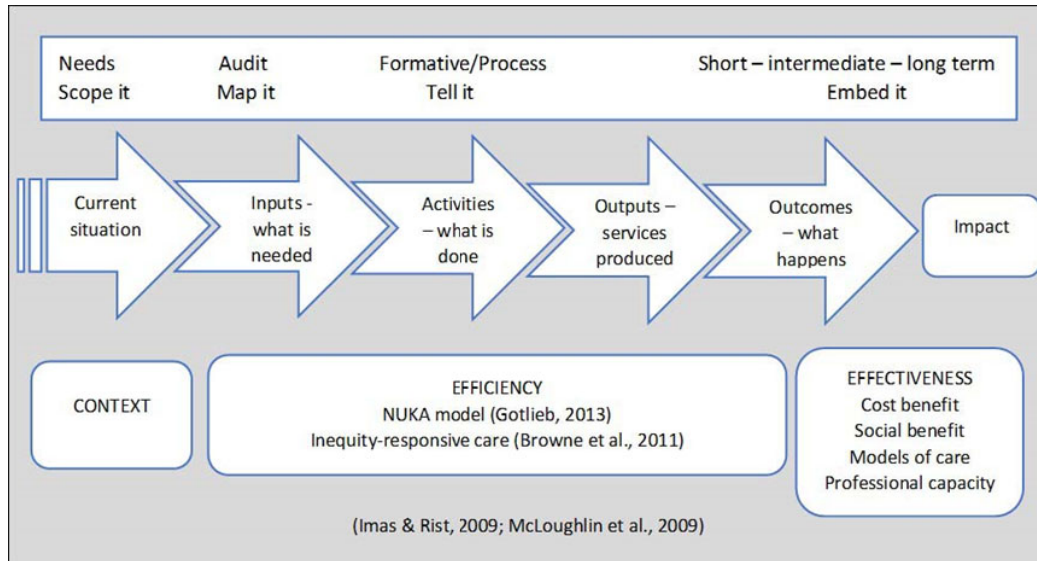 Needs
Scope it
Audit
Map it
Formative/Process
Tell it
Short – intermediate – long term
Embed it
Current
situation
Inputs -
what is
needed
Activities
– what is
done
Outputs –
services
produced
Outcomes
– what
happens
Impact
CONTEXT
EFFICIENCY
NUKA model (Gotlieb, 2013)
Inequity-responsive care (Browne et al., 2011)
EFFECTIVENESS
Cost benefit
Social benefit
Models of care
Professional capacity
(Imas & Rist, 2009; McLoughlin et al., 2009)